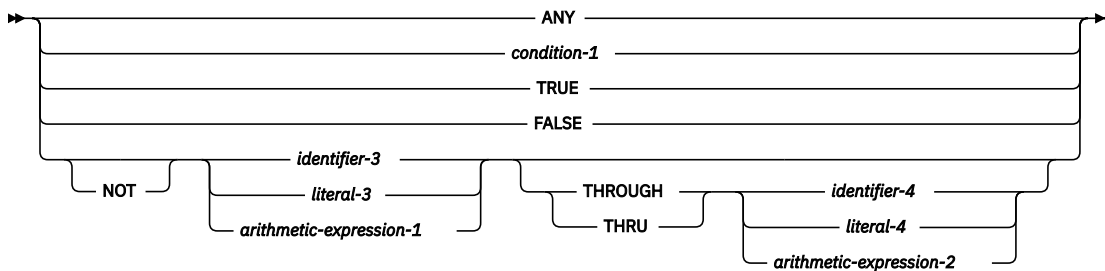 ANY
condition-1
TRUE
FALSE
NOT
identifier-3
literal-3
arithmetic-expression-1
THROUGH
THRU
identifier-4
literal-4
arithmetic-expression-2